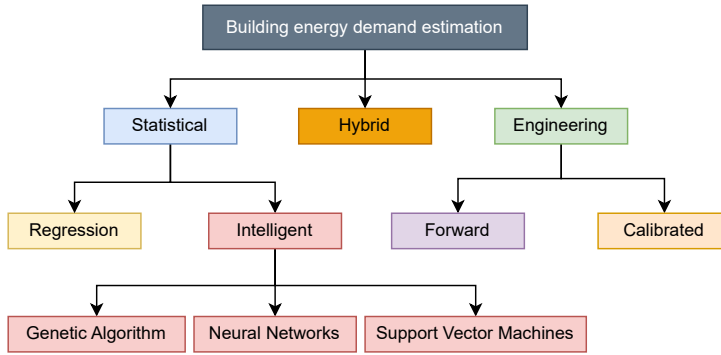 Building energy demand estimation
Statistical
Hybrid
Engineering
Regression
Intelligent
Forward
Calibrated
Genetic Algorithm
Neural Networks
Support Vector Machines